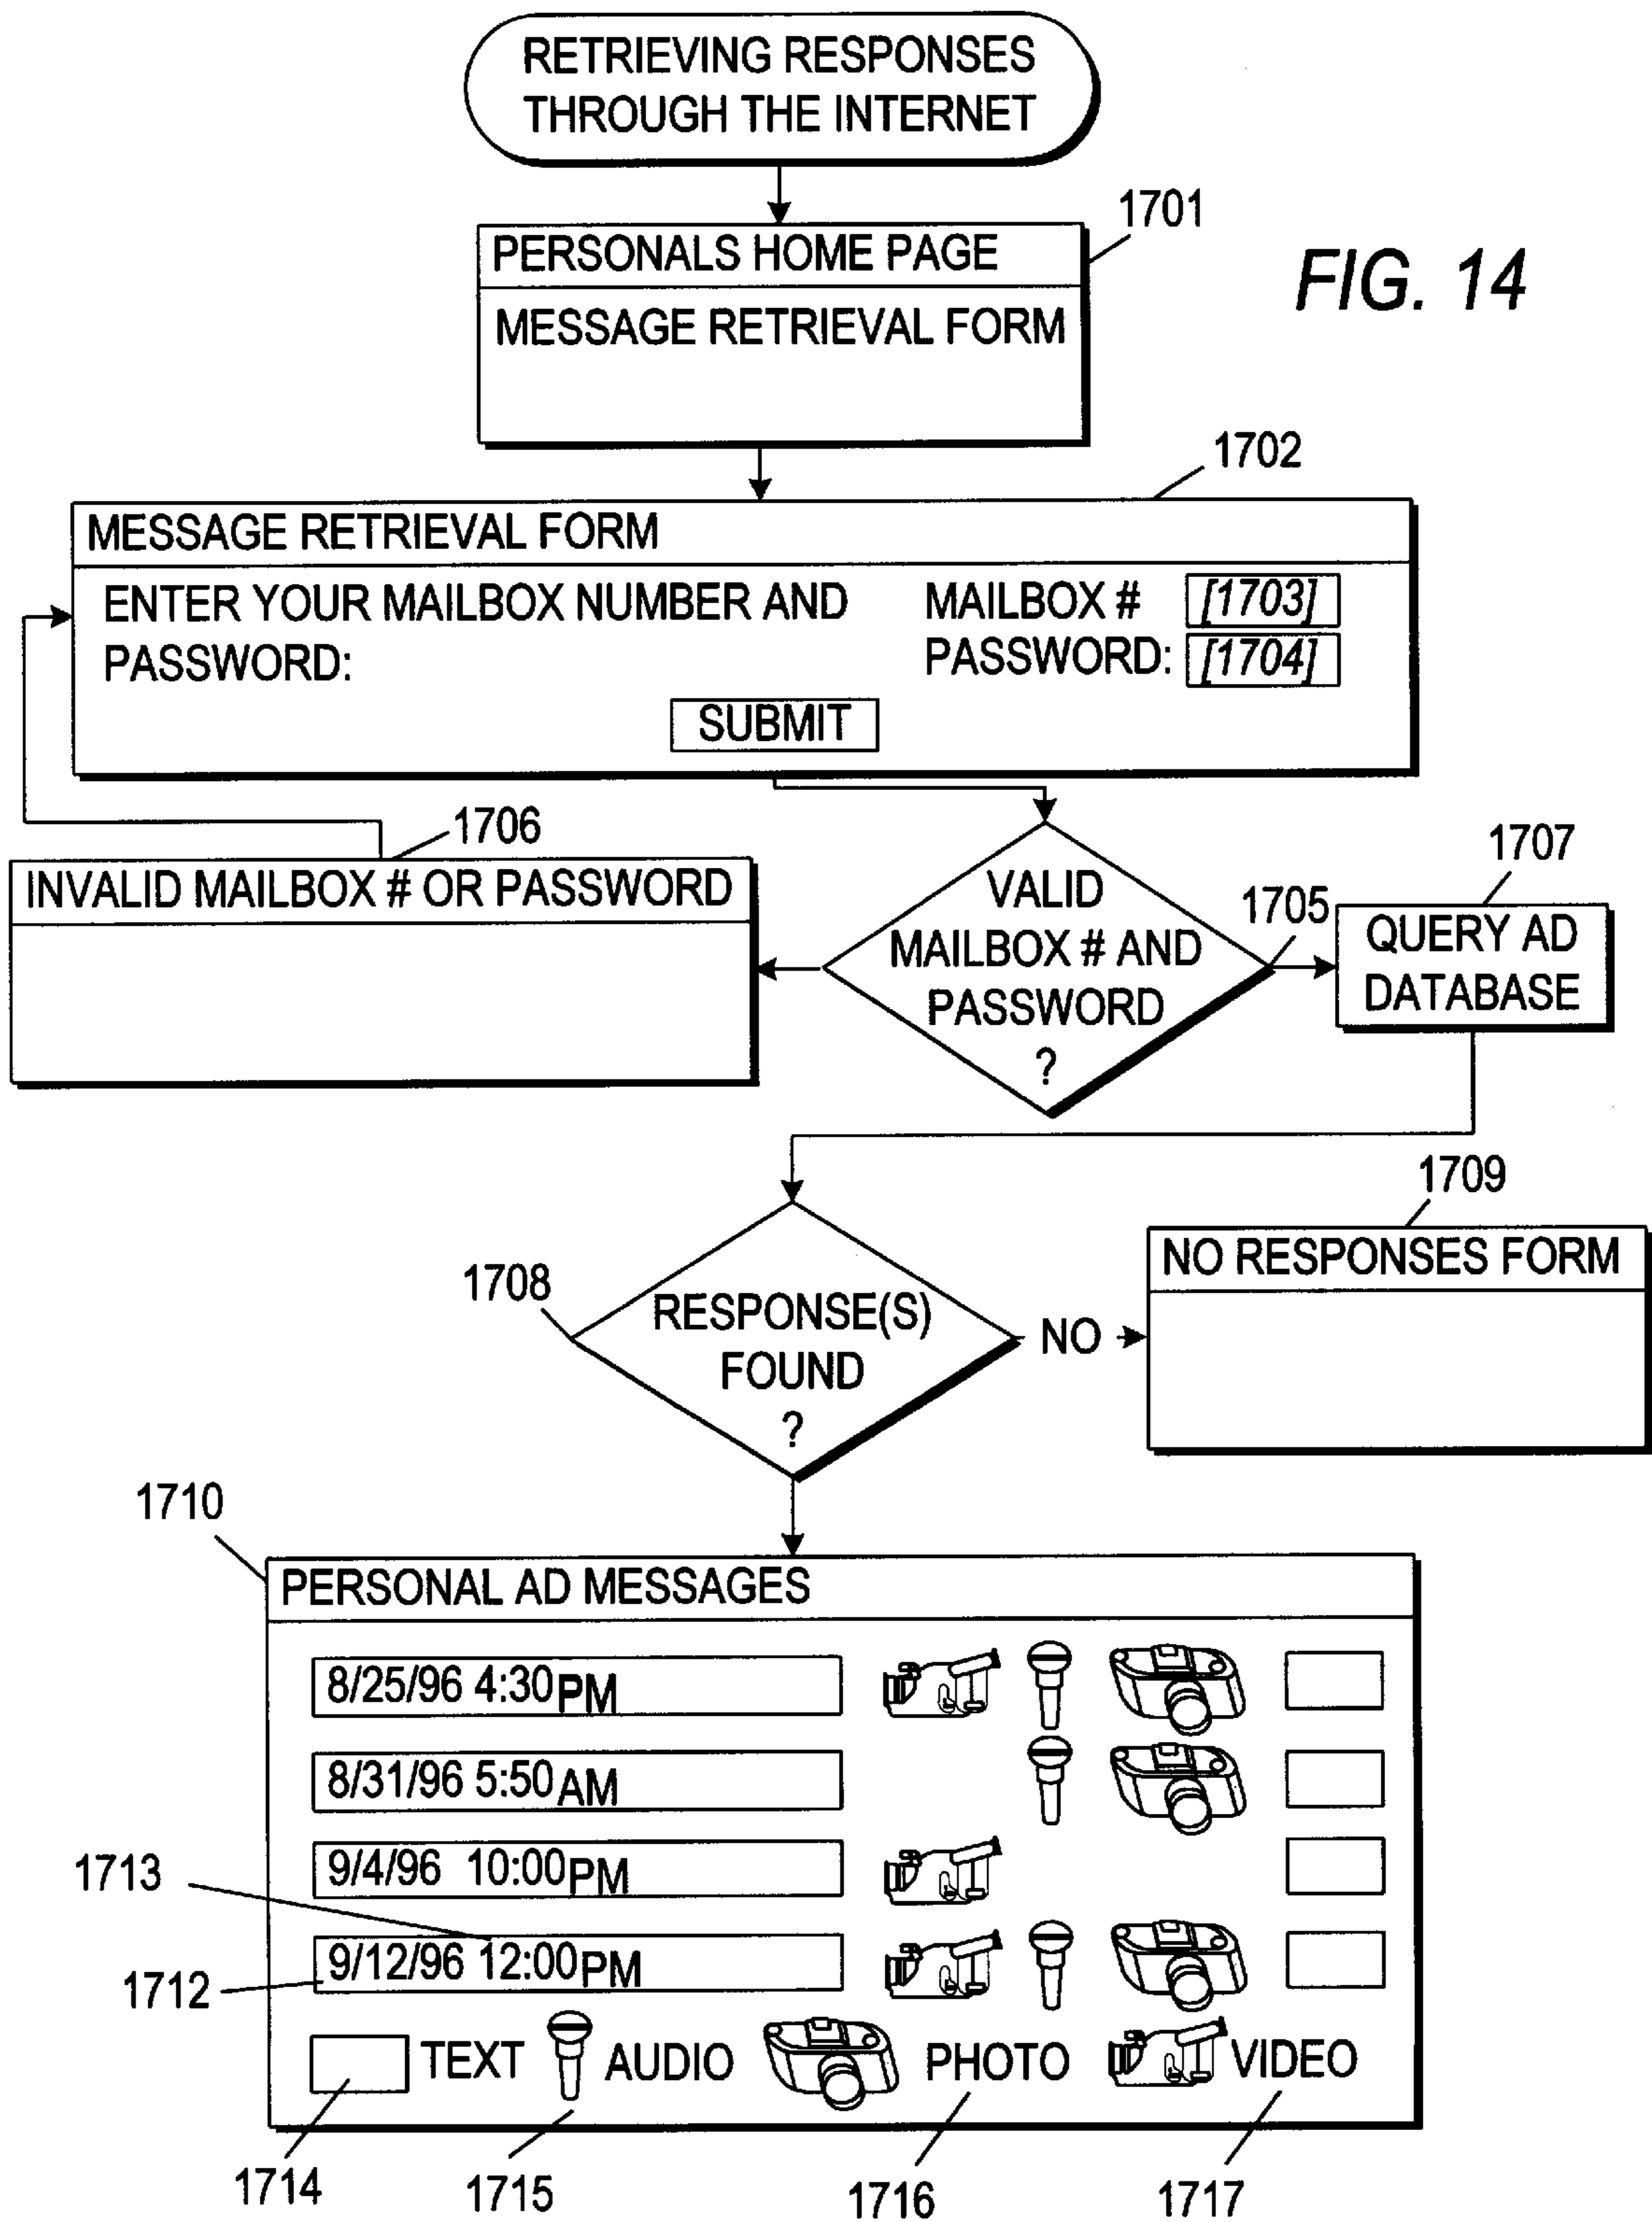 RETRIEVING RESPONSES
THROUGH THE INTERNET
1701
PERSONALS HOME PAGE
FIG. 14
MESSAGE RETRIEVAL FORM
1702
MESSAGE RETRIEVAL FORM
ENTER YOUR MAILBOX NUMBER AND MAILBOX # [1703]
PASSWORD: PASSWORD: [1704]
SUBMIT
1706
INVALID MAILBOX # OR PASSWORD
VALID
MAILBOX # AND
PASSWORD
?
1705
1707
QUERY AD
DATABASE
1709
NO RESPONSES FORM
1708
RESPONSE(S)
FOUND
?
NO
1710
PERSONAL AD MESSAGES
8/25/96 4:30PM
8/31/96 5:50AM
9/4/96 10:00PM
1713
9/12/96 12:00PM
1712
TEXT AUDIO PHOTO VIDEO
1714 1715 1716 1717